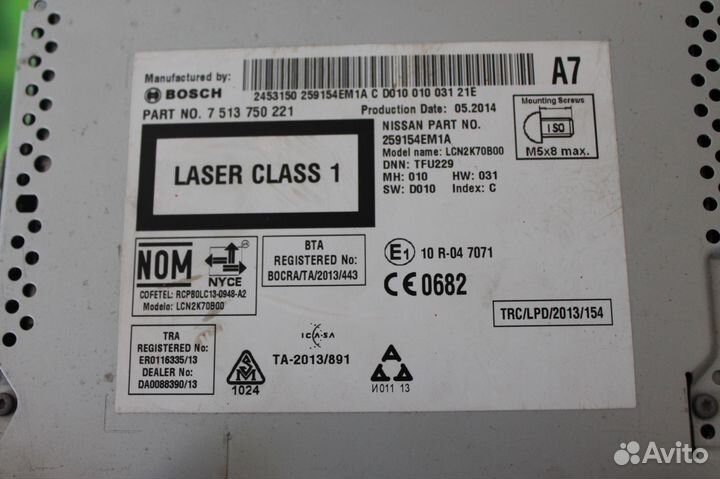 Manufactured by:
BOSCH
2453150 259154EM1A C D010 010 031 21E
A7
PART NO. 7 513 750 221
Production Date: 05.2014
LASER CLASS 1
NISSAN PART NO.
259154EM1A
Model name: LCN2K70B00
DNN: TFU229
MH: 010 HW: 031
SW: D010 Index: C
Mounting Screws
ISO
M5x8 max.
NOM
NYCE
COFETEL: RCPBOLC13-0948-A2
Modelo: LCN2K70B00
BTA
REGISTERED No:
BOCRA/TA/2013/443
E1 10 R-04 7071
CE 0682
TRC/LPD/2013/154
TRA
REGISTERED No:
ER0116335/13
DEALER No:
DA0088390/13
1024
ICASA
TA-2013/891
И011 13
Avito